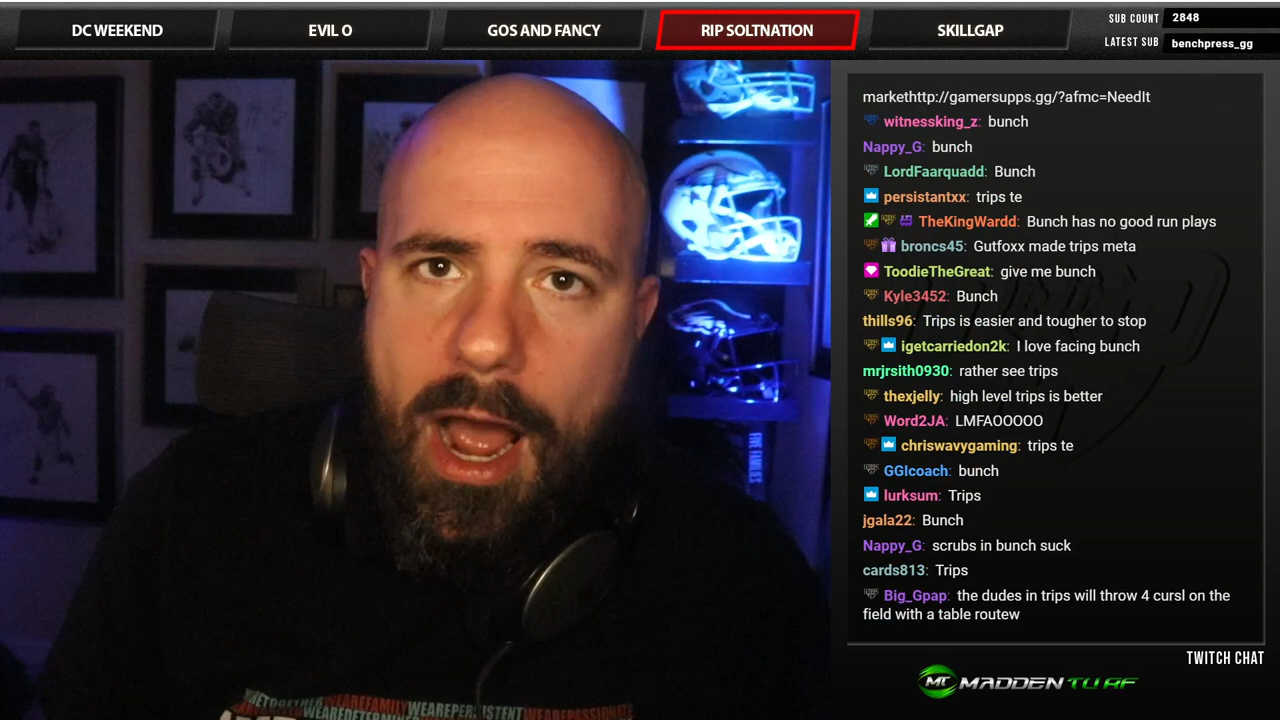 DC WEEKEND
EVIL O
GOS AND FANCY
RIP SOLTNATION
SKILLGAP
SUB COUNT 2848
LATEST SUB benchpress_gg
markethttp://gamersupps.gg/?afmc=NeedIt
witnessking_z: bunch
Nappy_G: bunch
LordFaarquadd: Bunch
persistantxx: trips te
TheKingWardd: Bunch has no good run plays
broncs45: Gutfoxx made trips meta
ToodieTheGreat: give me bunch
Kyle3452: Bunch
thills96: Trips is easier and tougher to stop
igetcarriedon2k: I love facing bunch
mrjrsith0930: rather see trips
thexjelly: high level trips is better
Word2JA: LMFAOOOOO
chriswavygaming: trips te
GGIcoach: bunch
lurksum: Trips
jgala22: Bunch
Nappy_G: scrubs in bunch suck
cards813: Trips
Big_Gpap: the dudes in trips will throw 4 cursl on the
field with a table routew
TWITCH CHAT
MT MADDEN TURF
FIVE FAMILIES
WEAREFAMILYWEAREPERSISTENT
WEAREPASSIONATE